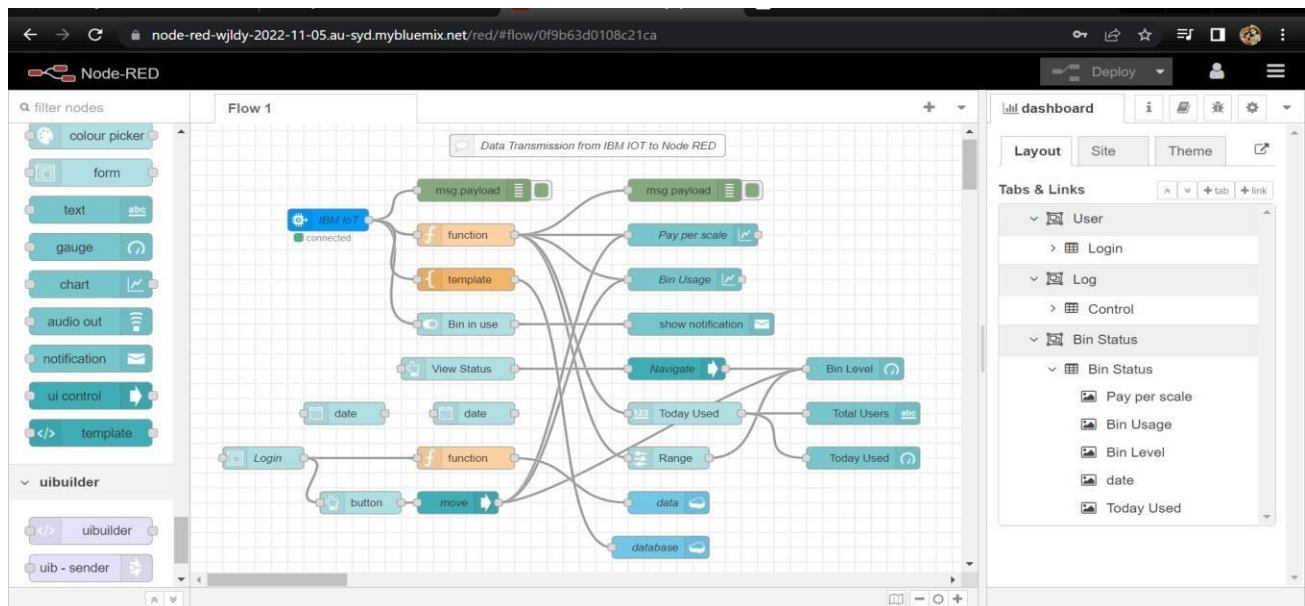 node-red-wjldy-2022-11-05.au-syd.mybluemix.net/red/#flow/0f9b63d0108c21ca
Node-RED
Deploy
filter nodes
colour picker
form
text abc
gauge
chart
audio out
notification
ui control
</> template
uibuilder
</> uibuilder
uib - sender
Flow 1
Data Transmission from IBM IOT to Node RED
msg.payload
msg.payload
IBM IoT
connected
function
Pay per scale
template
Bin Usage
Bin in use
show notification
View Status
Navigate
Bin Level
date
date
123 Today Used
Total Users abc
Login
function
Range
Today Used
button
move
data
database
dashboard
i
Layout
Site
Theme
Tabs & Links
+ tab
+ link
User
Login
Log
Control
Bin Status
Bin Status
Pay per scale
Bin Usage
Bin Level
date
Today Used